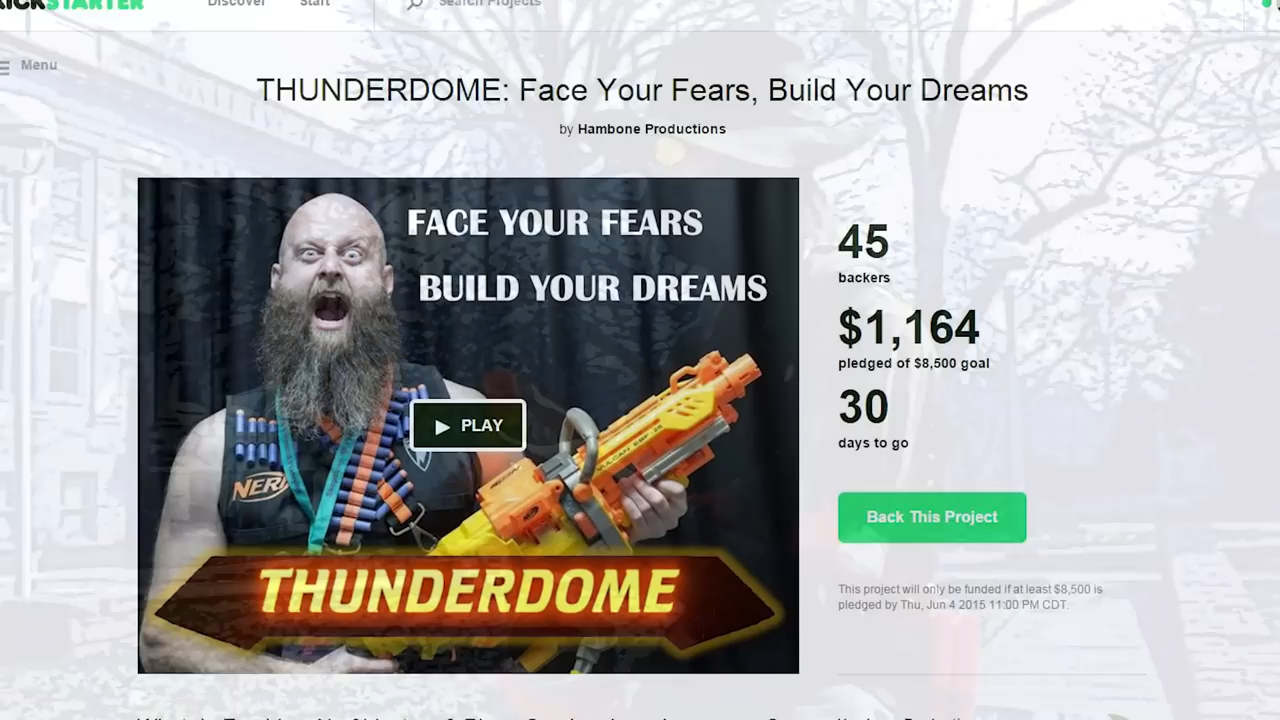 KICKSTARTER
Discover
Start
Search Projects
Menu
THUNDERDOME: Face Your Fears, Build Your Dreams
by Hambone Productions
FACE YOUR FEARS
BUILD YOUR DREAMS
45
backers
$1,164
pledged of $8,500 goal
30
days to go
PLAY
NERF
VULCAN EBF-25
THUNDERDOME
Back This Project
This project will only be funded if at least $8,500 is
pledged by Thu, Jun 4 2015 11:00 PM CDT.